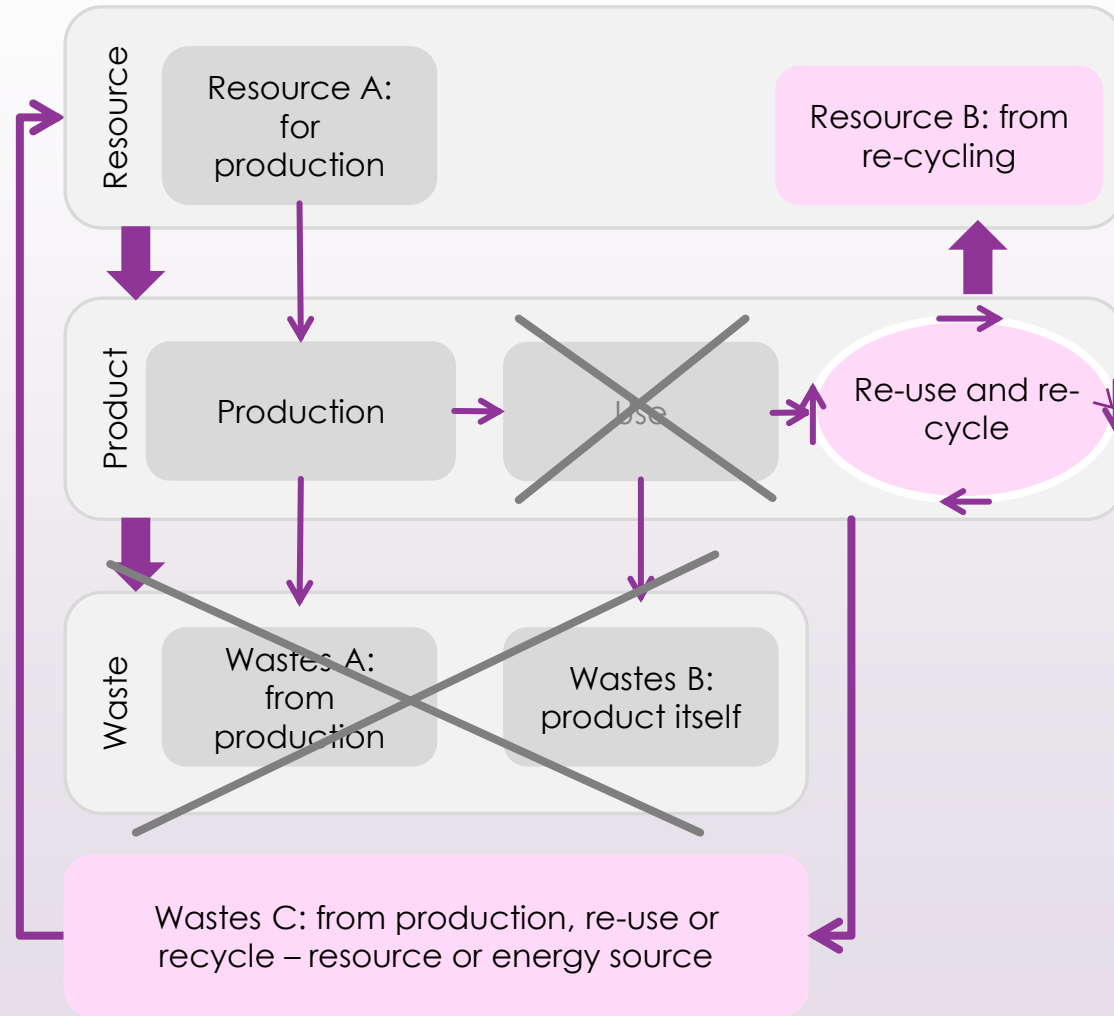 Resource
Resource A:
for
production
Resource B: from
re-cycling
Product
Production
Use
Re-use and re-
cycle
Waste
Wastes A:
from
production
Wastes B:
product itself
Wastes C: from production, re-use or
recycle – resource or energy source